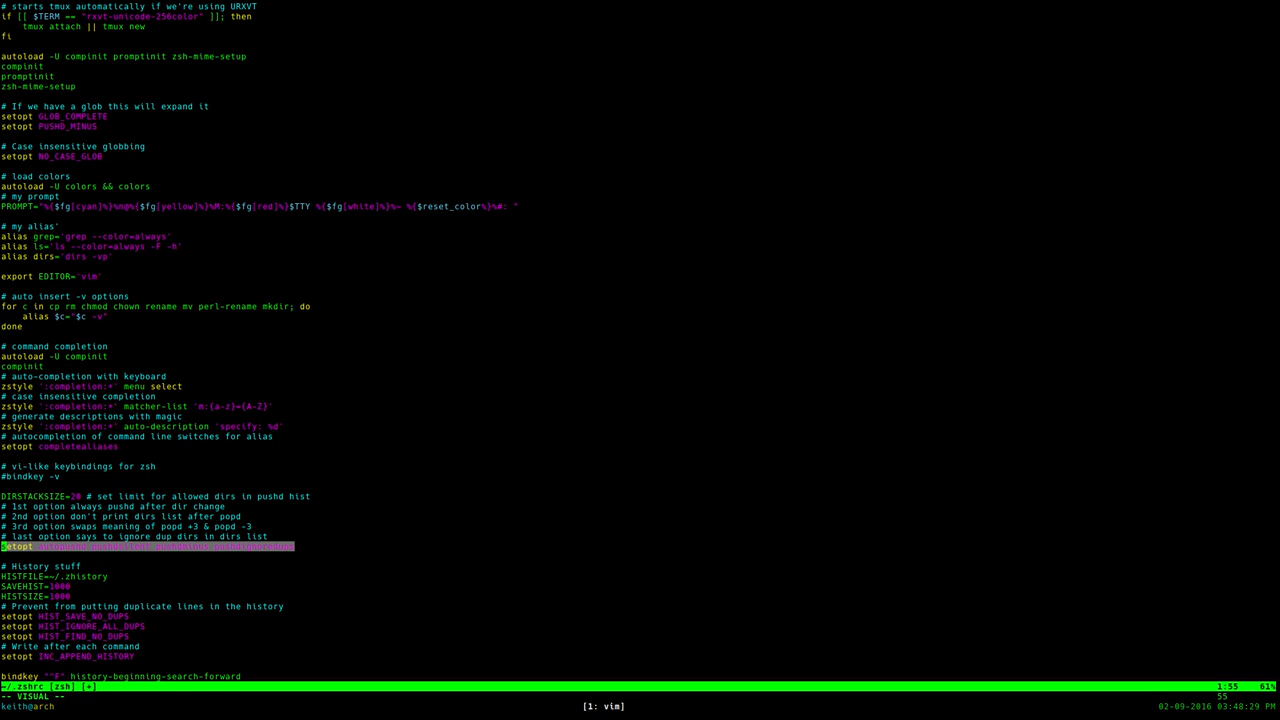 # starts tmux automatically if we're using URXVT
if [[ $TERM == "rxvt-unicode-256color" ]]; then
    tmux attach || tmux new
fi

autoload -U compinit promptinit zsh-mime-setup
compinit
promptinit
zsh-mime-setup

# If we have a glob this will expand it
setopt GLOB_COMPLETE
setopt PUSHD_MINUS

# Case insensitive globbing
setopt NO_CASE_GLOB

# load colors
autoload -U colors && colors
# my prompt
PROMPT="%{$fg[cyan]%}%n@%{$fg[yellow]%}%M:%{$fg[red]%}$TTY %{$fg[white]%}%~ %{$reset_color%}%#: "

# my alias'
alias grep='grep --color=always'
alias ls='ls --color=always -F -h'
alias dirs='dirs -vp'

export EDITOR='vim'

# auto insert -v options
for c in cp rm chmod chown rename mv perl-rename mkdir; do
    alias $c="$c -v"
done

# command completion
autoload -U compinit
compinit
# auto-completion with keyboard
zstyle ':completion:*' menu select
# case insensitive completion
zstyle ':completion:*' matcher-list 'm:{a-z}={A-Z}'
# generate descriptions with magic
zstyle ':completion:*' auto-description 'specify: %d'
# autocompletion of command line switches for alias
setopt completealiases

# vi-like keybindings for zsh
#bindkey -v

DIRSTACKSIZE=20 # set limit for allowed dirs in pushd hist
# 1st option always pushd after dir change
# 2nd option don't print dirs list after popd
# 3rd option swaps meaning of popd +3 & popd -3
# last option says to ignore dup dirs in dirs list
setopt autopushd pushdsilent pushdminus pushdignoredups

# History stuff
HISTFILE=~/.zhistory
SAVEHIST=1000
HISTSIZE=1000
# Prevent from putting duplicate lines in the history
setopt HIST_SAVE_NO_DUPS
setopt HIST_IGNORE_ALL_DUPS
setopt HIST_FIND_NO_DUPS
# Write after each command
setopt INC_APPEND_HISTORY

bindkey "^F" history-beginning-search-forward
~/.zshrc [zsh] [+] 1:55 61%
-- VISUAL -- 55
keith@arch [1: vim] 02-09-2016 03:48:29 PM